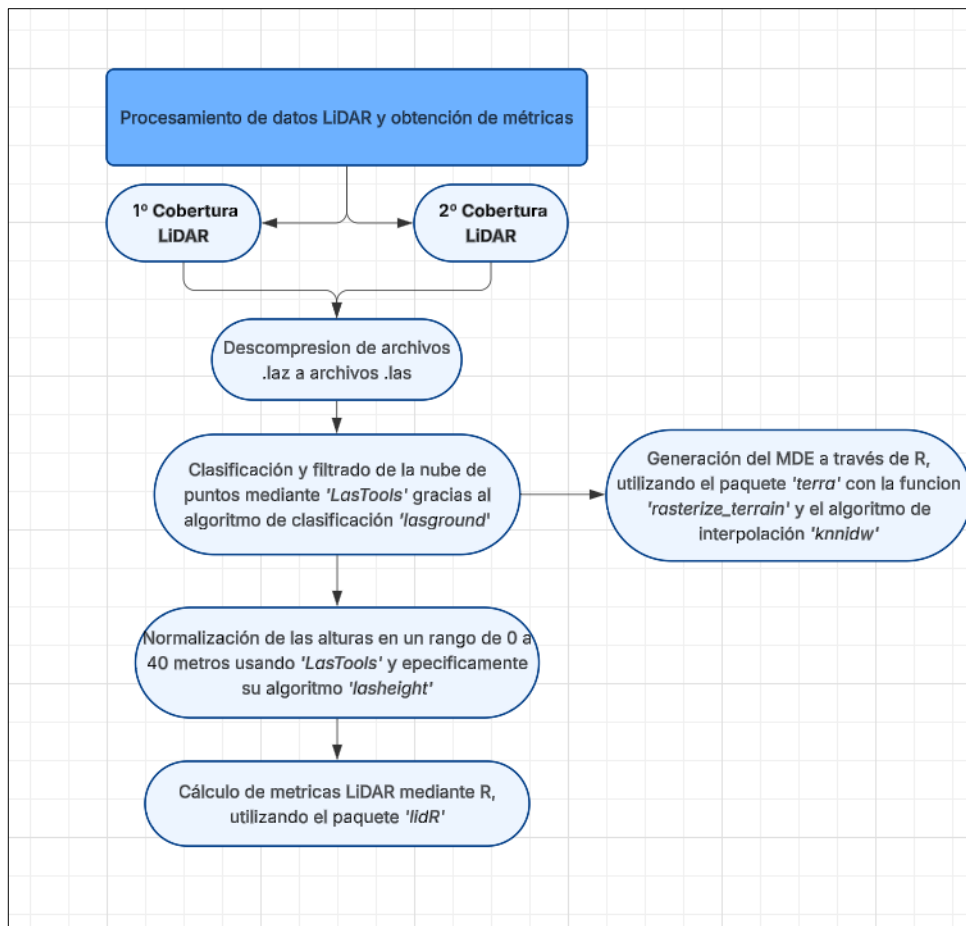 Procesamiento de datos LiDAR y obtención de métricas
1º Cobertura
LiDAR
2º Cobertura
LiDAR
Descompresion de archivos
.laz a archivos .las
Clasificación y filtrado de la nube de
puntos mediante 'LasTools' gracias al
algoritmo de clasificación 'lasground'
Generación del MDE a través de R,
utilizando el paquete 'terra' con la funcion
'rasterize_terrain' y el algoritmo de
interpolación 'knnidw'
Normalización de las alturas en un rango de 0 a
40 metros usando 'LasTools' y epecificamente
su algoritmo 'lasheight'
Cálculo de metricas LiDAR mediante R,
utilizando el paquete 'lidR'